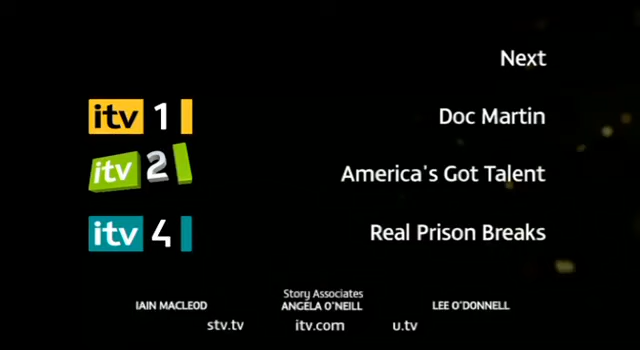 Next
itv 1 Doc Martin
itv 2 America's Got Talent
itv 4 Real Prison Breaks
Story Associates
IAIN MACLEOD ANGELA O'NEILL LEE O'DONNELL
stv.tv itv.com u.tv